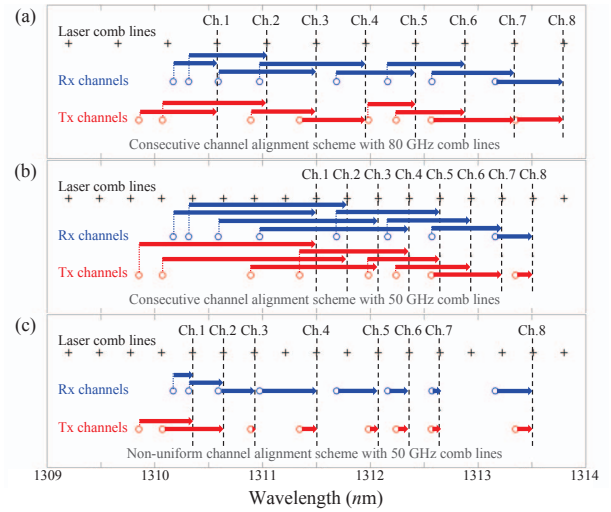 (a)
Ch.1 Ch.2 Ch.3 Ch.4 Ch.5 Ch.6 Ch.7 Ch.8
Laser comb lines
Rx channels
Tx channels
Consecutive channel alignment scheme with 80 GHz comb lines
(b)
Ch.1 Ch.2 Ch.3 Ch.4 Ch.5 Ch.6 Ch.7 Ch.8
Laser comb lines
Rx channels
Tx channels
Consecutive channel alignment scheme with 50 GHz comb lines
(c)
Ch.1 Ch.2 Ch.3 Ch.4 Ch.5 Ch.6 Ch.7 Ch.8
Laser comb lines
Rx channels
Tx channels
Non-uniform channel alignment scheme with 50 GHz comb lines
1309 1310 1311 1312 1313 1314
Wavelength (nm)